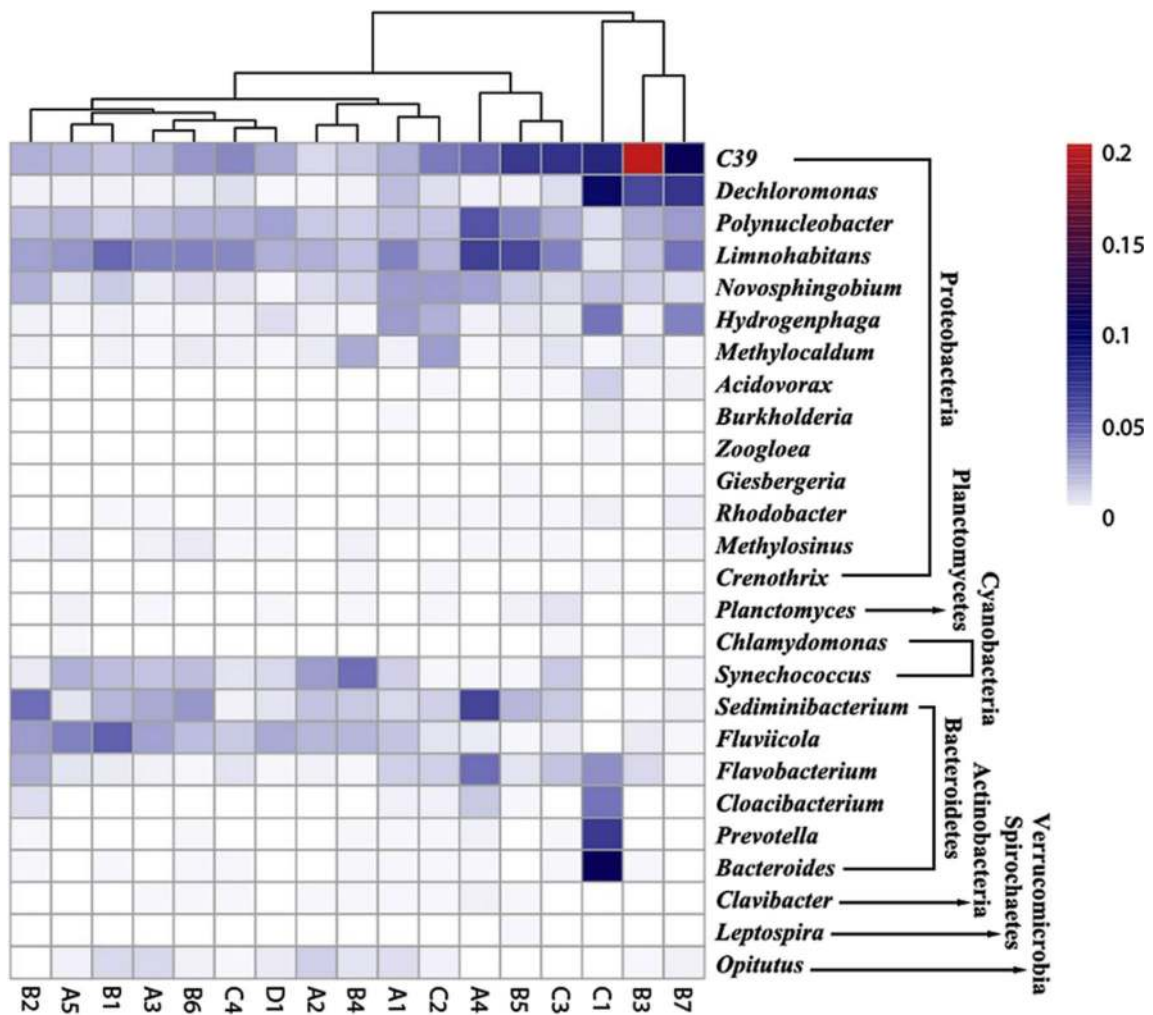 C39
Dechloromonas
Polynucleobacter
Limnohabitans
Novosphingobium
Hydrogenphaga
Methylocaldum
Acidovorax
Burkholderia
Zoogloea
Giesbergeria
Rhodobacter
Methylosinus
Crenothrix
Planctomyces
Chlamydomonas
Synechococcus
Sediminibacterium
Fluviicola
Flavobacterium
Cloacibacterium
Prevotella
Bacteroides
Clavibacter
Leptospira
Opitutus
Proteobacteria
Planctomycetes
Cyanobacteria
Bacteroidetes
Actinobacteria
Spirochaetes
Verrucomicrobia
0.2
0.15
0.1
0.05
0
B2 A5 B1 A3 B6 C4 D1 A2 B4 A1 C2 A4 B5 C3 C1 B3 B7